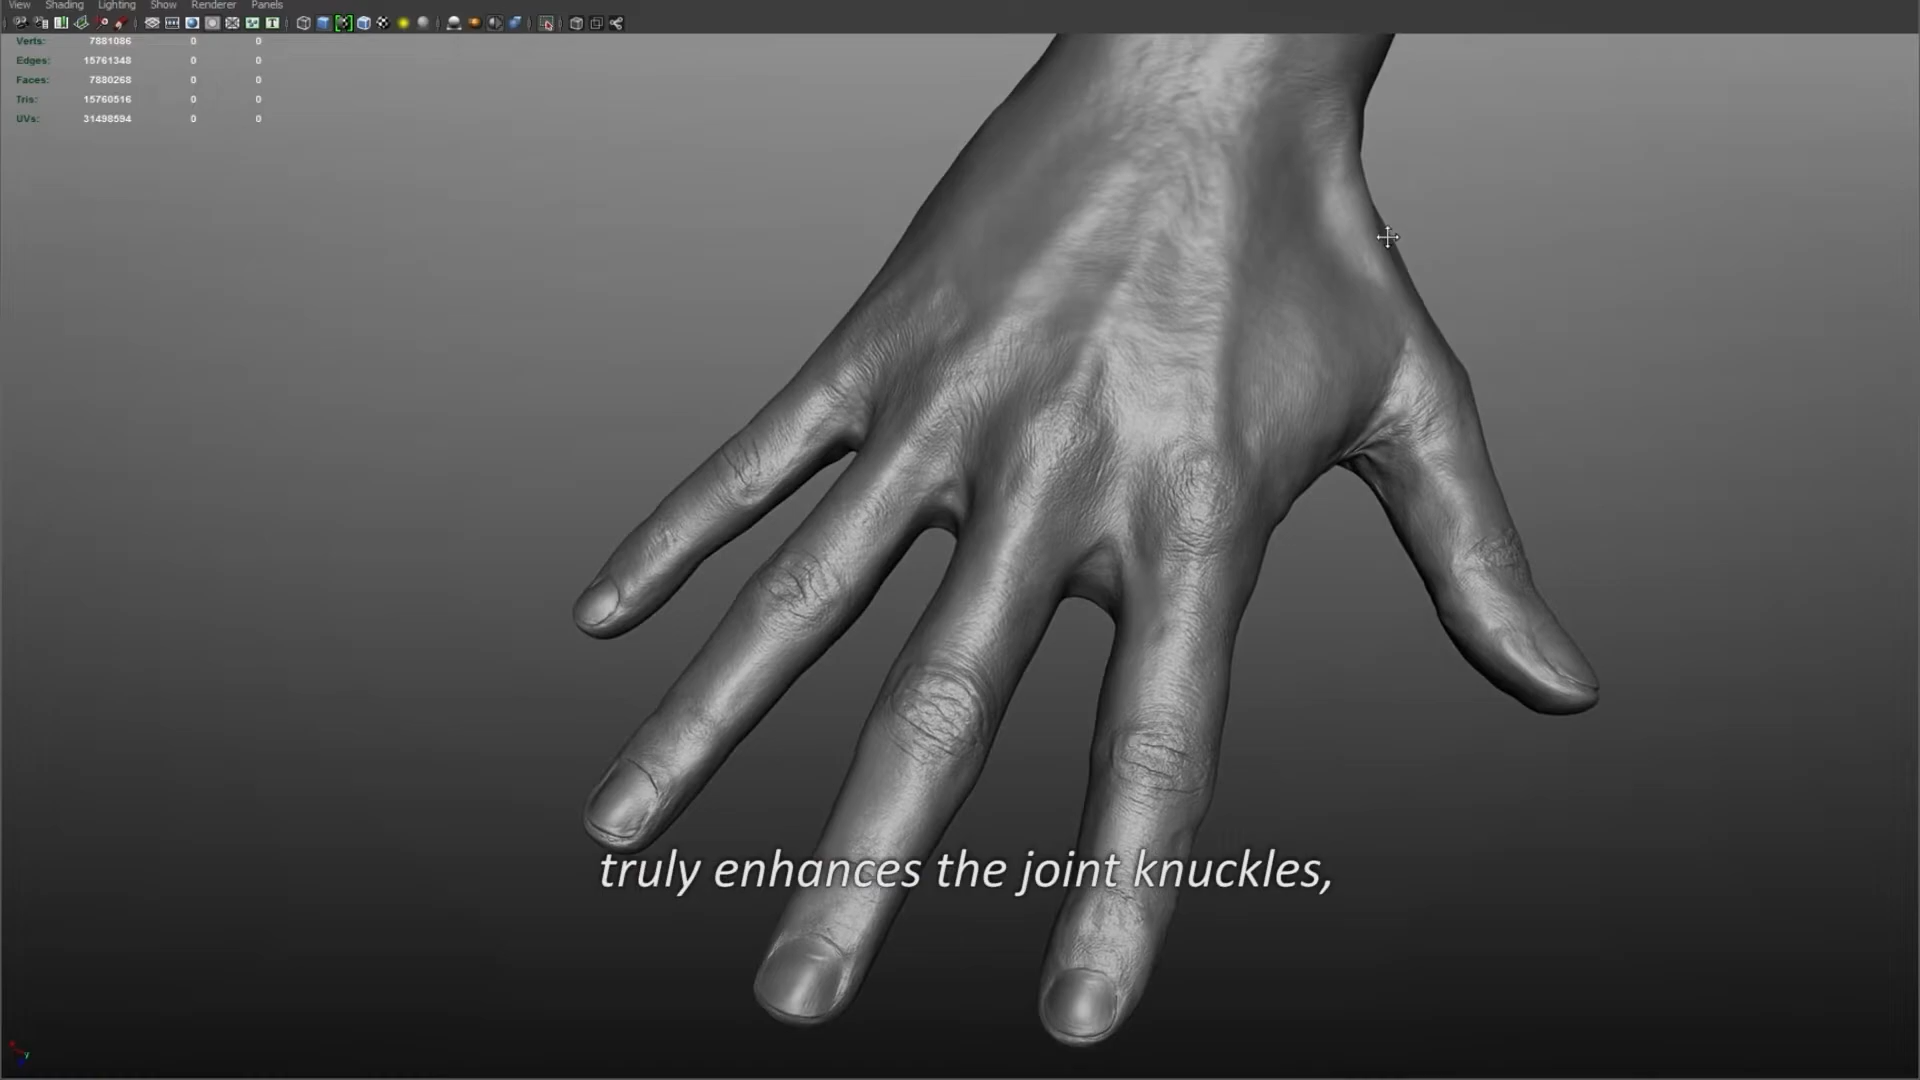 View Shading Lighting Show Renderer Panels
Verts: 7881086 0 0
Edges: 15761348 0 0
Faces: 7880268 0 0
Tris: 15760516 0 0
UVs: 31498594 0 0
truly enhances the joint knuckles,
y